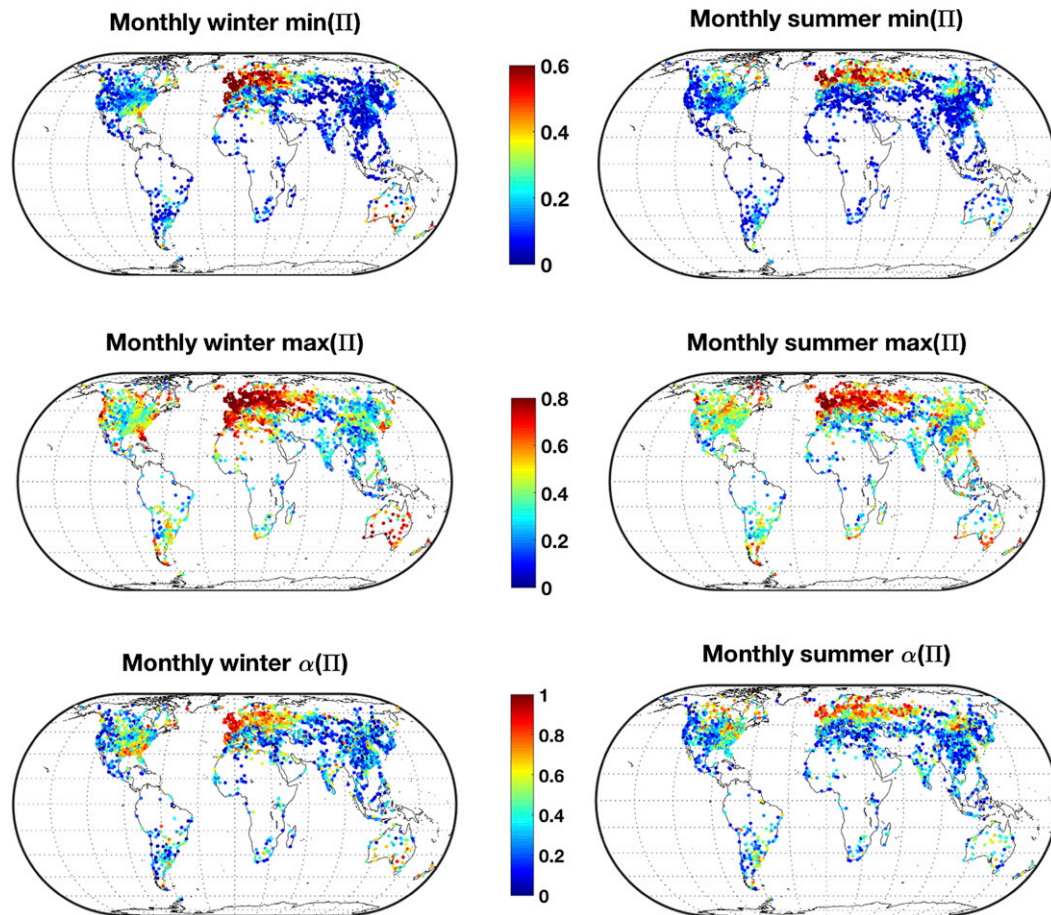 Monthly winter min(Π)
Monthly summer min(Π)
0.6
0.4
0.2
0
Monthly winter max(Π)
Monthly summer max(Π)
0.8
0.6
0.4
0.2
0
Monthly winter α(Π)
Monthly summer α(Π)
1
0.8
0.6
0.4
0.2
0